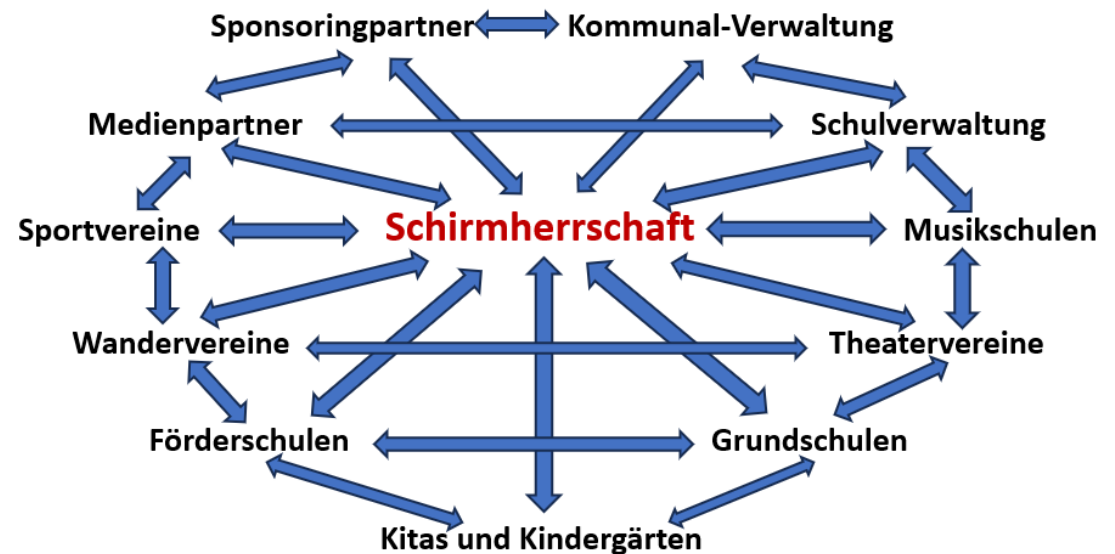 Sponsoringpartner
Kommunal-Verwaltung
Medienpartner
Schulverwaltung
Sportvereine
Schirmherrschaft
Musikschulen
Wandervereine
Theatervereine
Förderschulen
Grundschulen
Kitas und Kindergärten